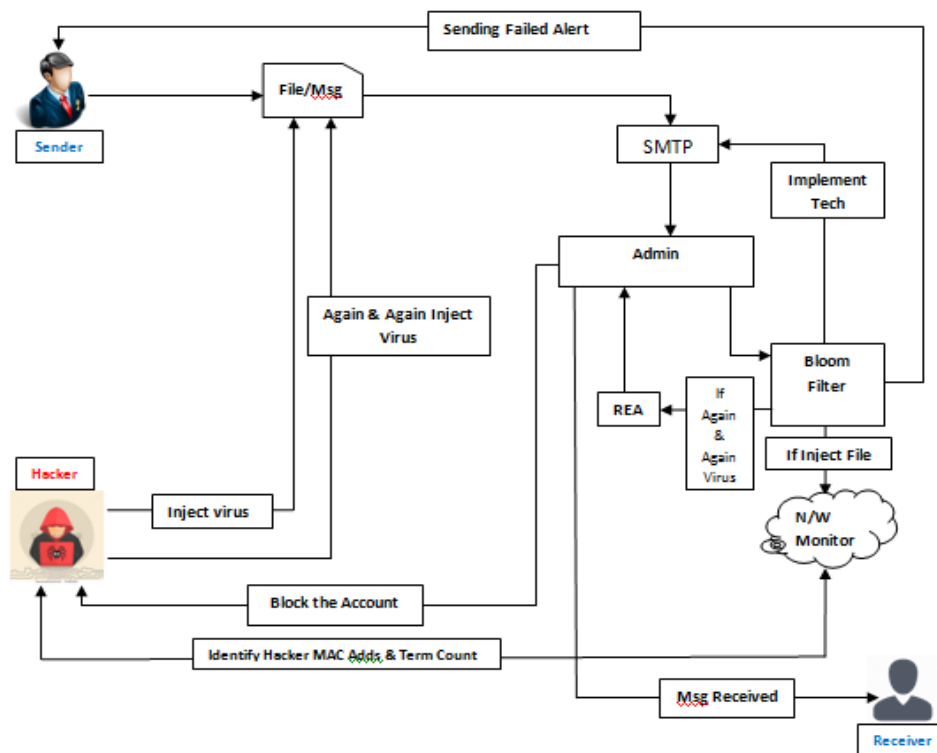 Sending Failed Alert
File/Msg
Sender
SMTP
Implement
Tech
Admin
Again & Again Inject
Virus
Bloom
Filter
REA
If
Again
&
Again
Virus
If Inject File
Hacker
Inject virus
N/W
Monitor
Block the Account
Identify Hacker MAC Adds & Term Count
Msg Received
Receiver